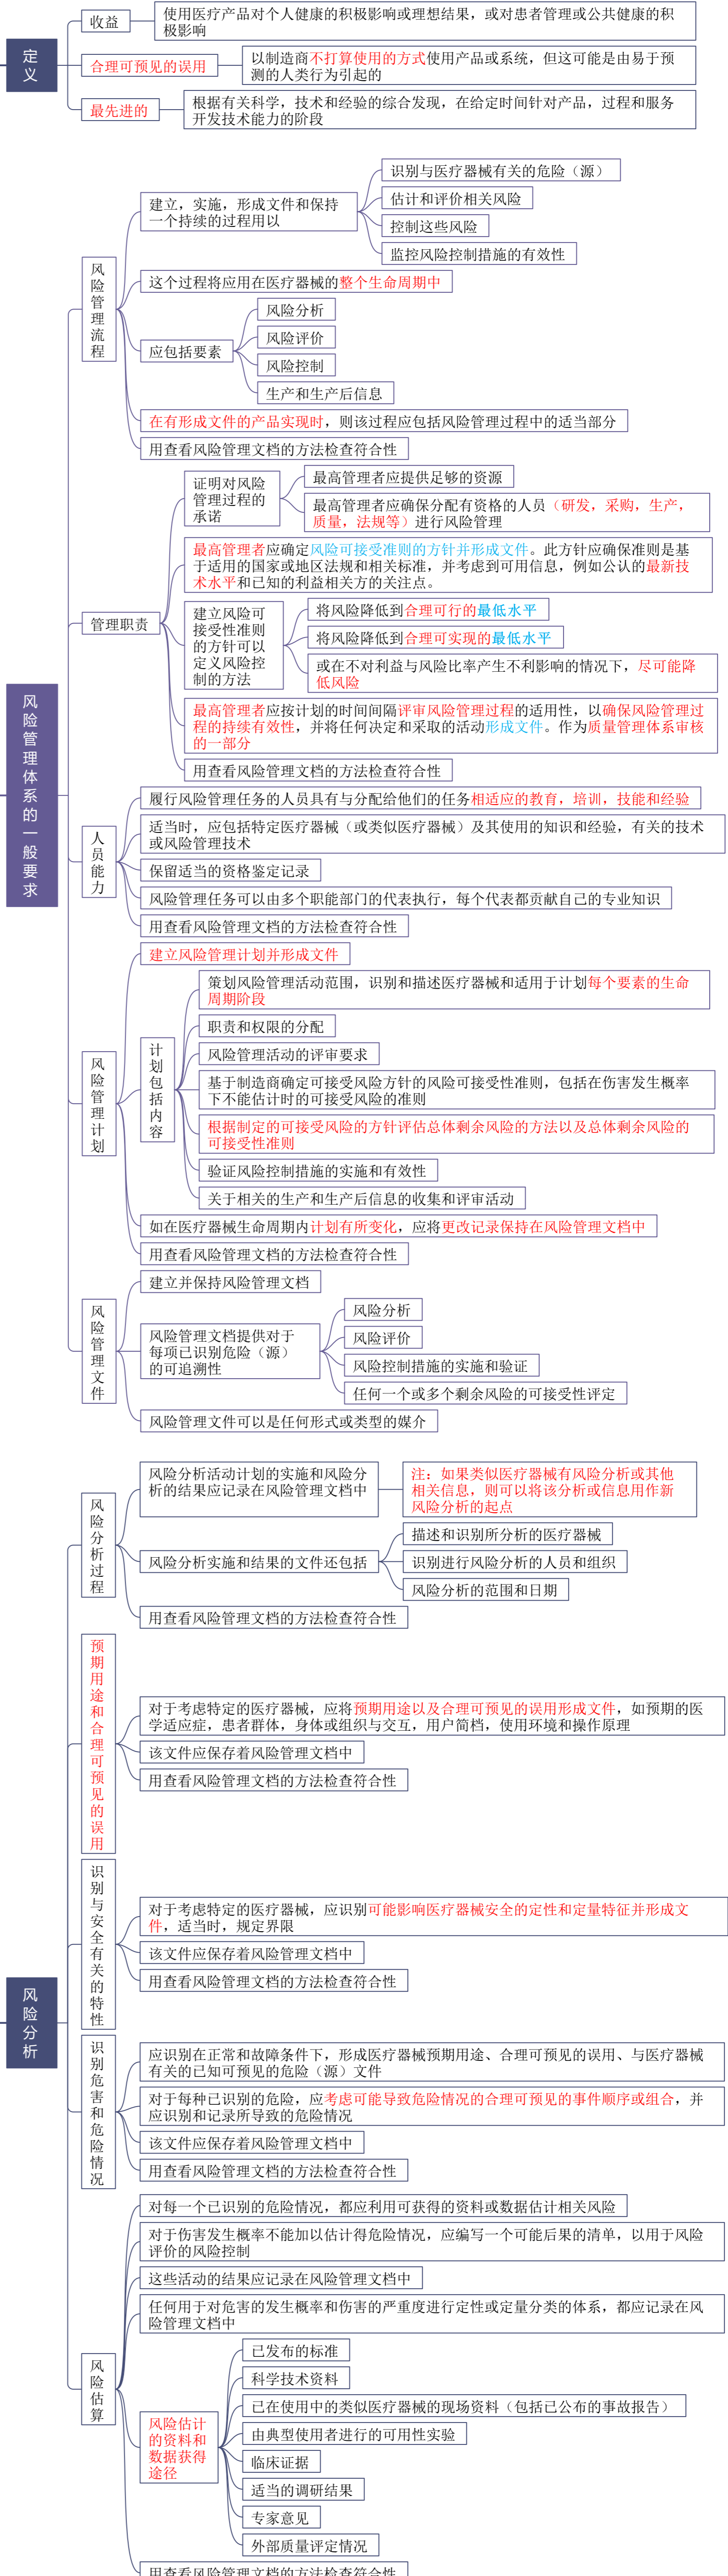 定义
收益
使用医疗产品对个人健康的积极影响或理想结果，或对患者管理或公共健康的积
极影响
合理可预见的误用
以制造商不打算使用的方式使用产品或系统，但这可能是由易于预
测的人类行为引起的
最先进的
根据有关科学，技术和经验的综合发现，在给定时间针对产品，过程和服务
开发技术能力的阶段
风险管理体系的一般要求
风险管理流程
建立，实施，形成文件和保持
一个持续的过程用以
识别与医疗器械有关的危险（源）
估计和评价相关风险
控制这些风险
监控风险控制措施的有效性
这个过程将应用在医疗器械的整个生命周期中
应包括要素
风险分析
风险评价
风险控制
生产和生产后信息
在有形成文件的产品实现时，则该过程应包括风险管理过程中的适当部分
用查看风险管理文档的方法检查符合性
管理职责
证明对风险
管理过程的
承诺
最高管理者应提供足够的资源
最高管理者应确保分配有资格的人员（研发，采购，生产，
质量，法规等）进行风险管理
最高管理者应确定风险可接受准则的方针并形成文件。此方针应确保准则是基
于适用的国家或地区法规和相关标准，并考虑到可用信息，例如公认的最新技
术水平和已知的利益相关方的关注点。
建立风险可
接受性准则
的方针可以
定义风险控
制的方法
将风险降低到合理可行的最低水平
将风险降低到合理可实现的最低水平
或在不对利益与风险比率产生不利影响的情况下，尽可能降
低风险
最高管理者应按计划的时间间隔评审风险管理过程的适用性，以确保风险管理过
程的持续有效性，并将任何决定和采取的活动形成文件。作为质量管理体系审核
的一部分
用查看风险管理文档的方法检查符合性
人员能力
履行风险管理任务的人员具有与分配给他们的任务相适应的教育，培训，技能和经验
适当时，应包括特定医疗器械（或类似医疗器械）及其使用的知识和经验，有关的技术
或风险管理技术
保留适当的资格鉴定记录
风险管理任务可以由多个职能部门的代表执行，每个代表都贡献自己的专业知识
用查看风险管理文档的方法检查符合性
风险管理计划
建立风险管理计划并形成文件
计划包括内容
策划风险管理活动范围，识别和描述医疗器械和适用于计划每个要素的生命
周期阶段
职责和权限的分配
风险管理活动的评审要求
基于制造商确定可接受风险方针的风险可接受性准则，包括在伤害发生概率
下不能估计时的可接受风险的准则
根据制定的可接受风险的方针评估总体剩余风险的方法以及总体剩余风险的
可接受性准则
验证风险控制措施的实施和有效性
关于相关的生产和生产后信息的收集和评审活动
如在医疗器械生命周期内计划有所变化，应将更改记录保持在风险管理文档中
用查看风险管理文档的方法检查符合性
风险管理文件
建立并保持风险管理文档
风险管理文档提供对于
每项已识别危险（源）
的可追溯性
风险分析
风险评价
风险控制措施的实施和验证
任何一个或多个剩余风险的可接受性评定
风险管理文件可以是任何形式或类型的媒介
风险分析
风险分析过程
风险分析活动计划的实施和风险分
析的结果应记录在风险管理文档中
注：如果类似医疗器械有风险分析或其他
相关信息，则可以将该分析或信息用作新
风险分析的起点
风险分析实施和结果的文件还包括
描述和识别所分析的医疗器械
识别进行风险分析的人员和组织
风险分析的范围和日期
用查看风险管理文档的方法检查符合性
预期用途和合理可预见的误用
对于考虑特定的医疗器械，应将预期用途以及合理可预见的误用形成文件，如预期的医
学适应症，患者群体，身体或组织与交互，用户简档，使用环境和操作原理
该文件应保存着风险管理文档中
用查看风险管理文档的方法检查符合性
识别与安全有关的特性
对于考虑特定的医疗器械，应识别可能影响医疗器械安全的定性和定量特征并形成文
件，适当时，规定界限
该文件应保存着风险管理文档中
用查看风险管理文档的方法检查符合性
识别危害和危险情况
应识别在正常和故障条件下，形成医疗器械预期用途、合理可预见的误用、与医疗器械
有关的已知可预见的危险（源）文件
对于每种已识别的危险，应考虑可能导致危险情况的合理可预见的事件顺序或组合，并
应识别和记录所导致的危险情况
该文件应保存着风险管理文档中
用查看风险管理文档的方法检查符合性
风险估算
对每一个已识别的危险情况，都应利用可获得的资料或数据估计相关风险
对于伤害发生概率不能加以估计得危险情况，应编写一个可能后果的清单，以用于风险
评价的风险控制
这些活动的结果应记录在风险管理文档中
任何用于对危害的发生概率和伤害的严重度进行定性或定量分类的体系，都应记录在风
险管理文档中
风险估计
的资料和
数据获得
途径
已发布的标准
科学技术资料
已在使用中的类似医疗器械的现场资料（包括已公布的事故报告）
由典型使用者进行的可用性实验
临床证据
适当的调研结果
专家意见
外部质量评定情况
用查看风险管理文档的方法检查符合性